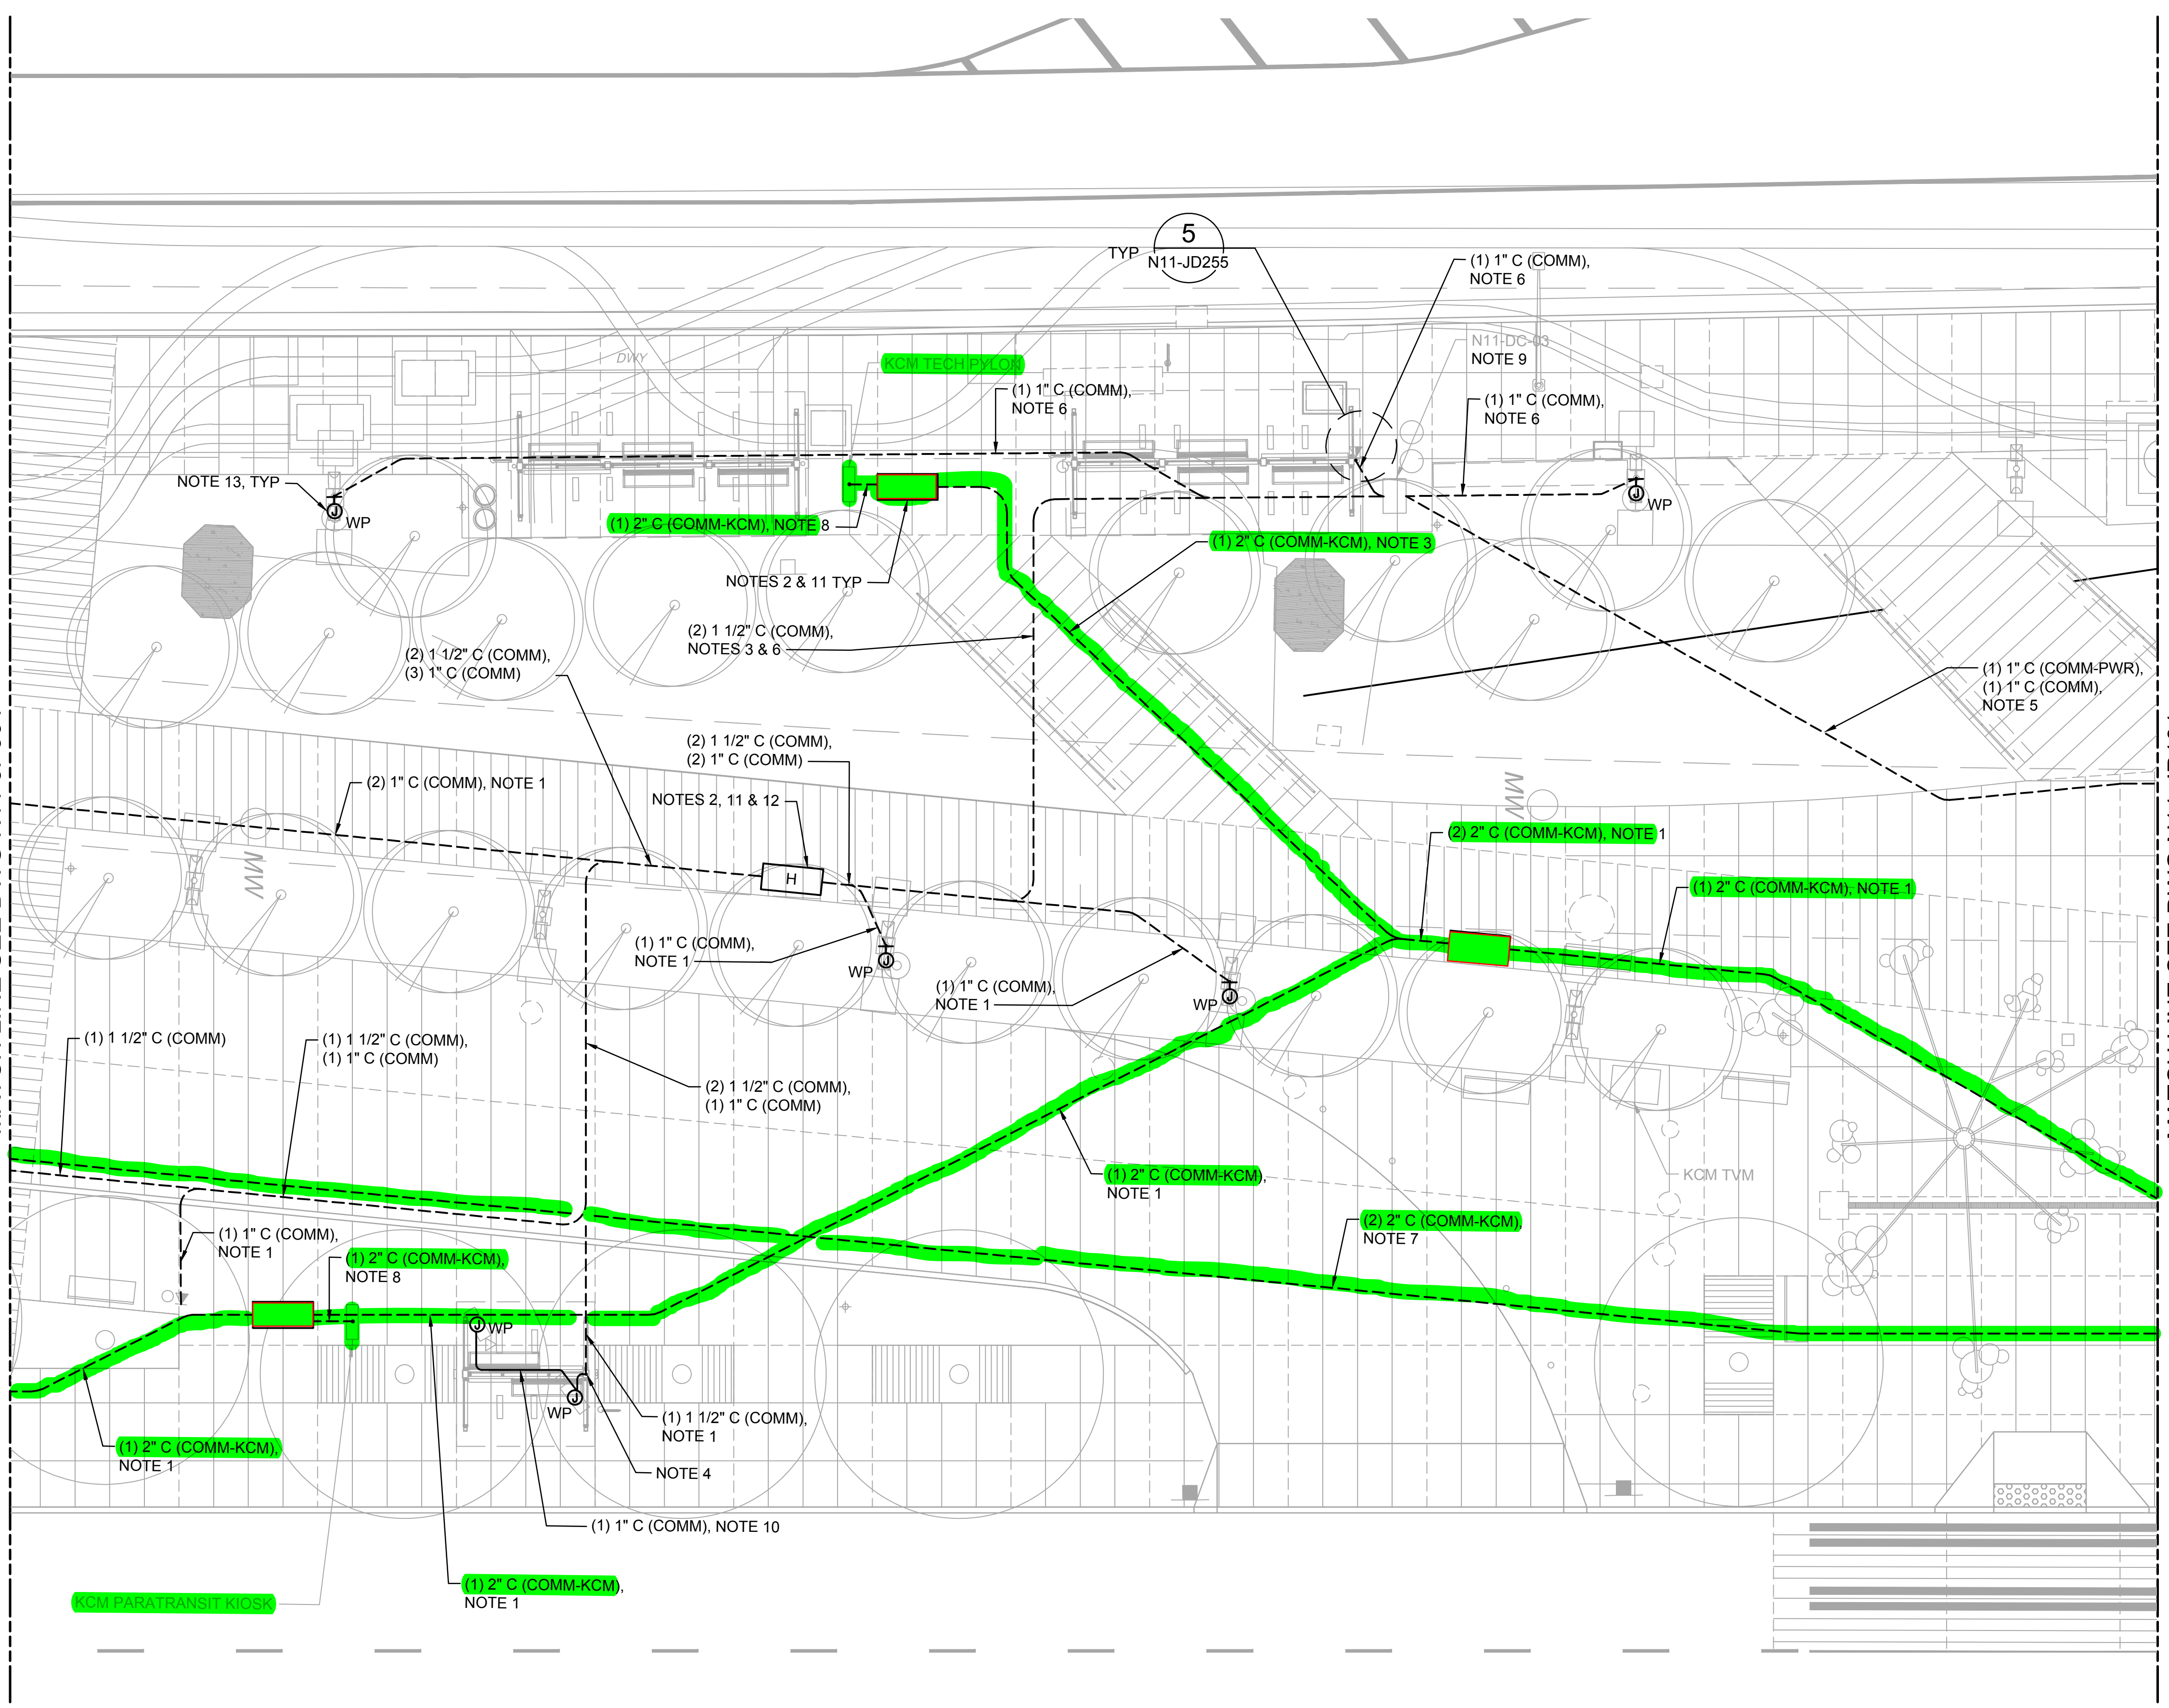 5
TYP
N11-JD255
(1) 1" C (COMM),
NOTE 6
DWY
KCM TECH PYLON
N11-DC-03
NOTE 9
(1) 1" C (COMM),
NOTE 6
(1) 1" C (COMM),
NOTE 6
NOTE 13, TYP
J
WP
J
WP
(1) 2" C (COMM-KCM), NOTE 8
(1) 2" C (COMM-KCM), NOTE 3
NOTES 2 & 11 TYP
(2) 1 1/2" C (COMM),
NOTES 3 & 6
(2) 1 1/2" C (COMM),
(3) 1" C (COMM)
(1) 1" C (COMM-PWR),
(1) 1" C (COMM),
NOTE 5
(2) 1 1/2" C (COMM),
(2) 1" C (COMM)
(2) 1" C (COMM), NOTE 1
NOTES 2, 11 & 12
MW
(2) 2" C (COMM-KCM), NOTE 1
MW
H
(1) 2" C (COMM-KCM), NOTE 1
(1) 1" C (COMM),
NOTE 1
J
WP
(1) 1" C (COMM),
NOTE 1
J
WP
(1) 1 1/2" C (COMM)
(1) 1 1/2" C (COMM),
(1) 1" C (COMM)
(2) 1 1/2" C (COMM),
(1) 1" C (COMM)
(1) 2" C (COMM-KCM),
NOTE 1
KCM TVM
(2) 2" C (COMM-KCM),
NOTE 7
(1) 1" C (COMM),
NOTE 1
(1) 2" C (COMM-KCM),
NOTE 8
J
WP
J
WP
(1) 1 1/2" C (COMM),
NOTE 1
(1) 2" C (COMM-KCM),
NOTE 1
NOTE 4
(1) 1" C (COMM), NOTE 10
(1) 2" C (COMM-KCM),
NOTE 1
KCM PARATRANSIT KIOSK